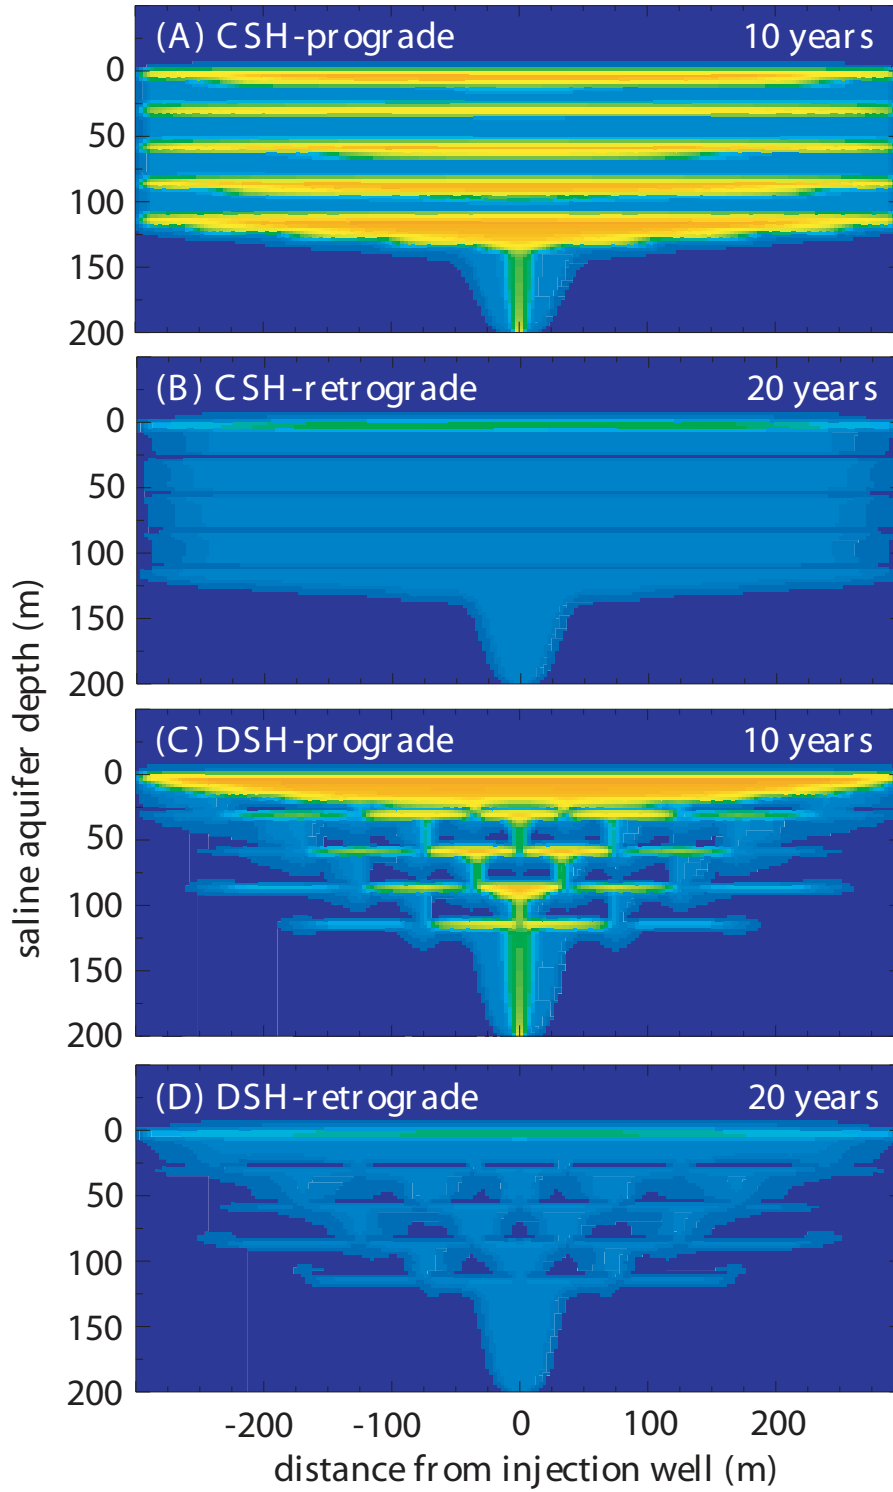 (A) CSH-prograde 10 years
0
50
100
150
200
(B) CSH-retrograde 20 years
0
50
100
150
200
(C) DSH-prograde 10 years
0
50
100
150
200
(D) DSH-retrograde 20 years
0
50
100
150
200
saline aquifer depth (m)
-200 -100 0 100 200
distance from injection well (m)